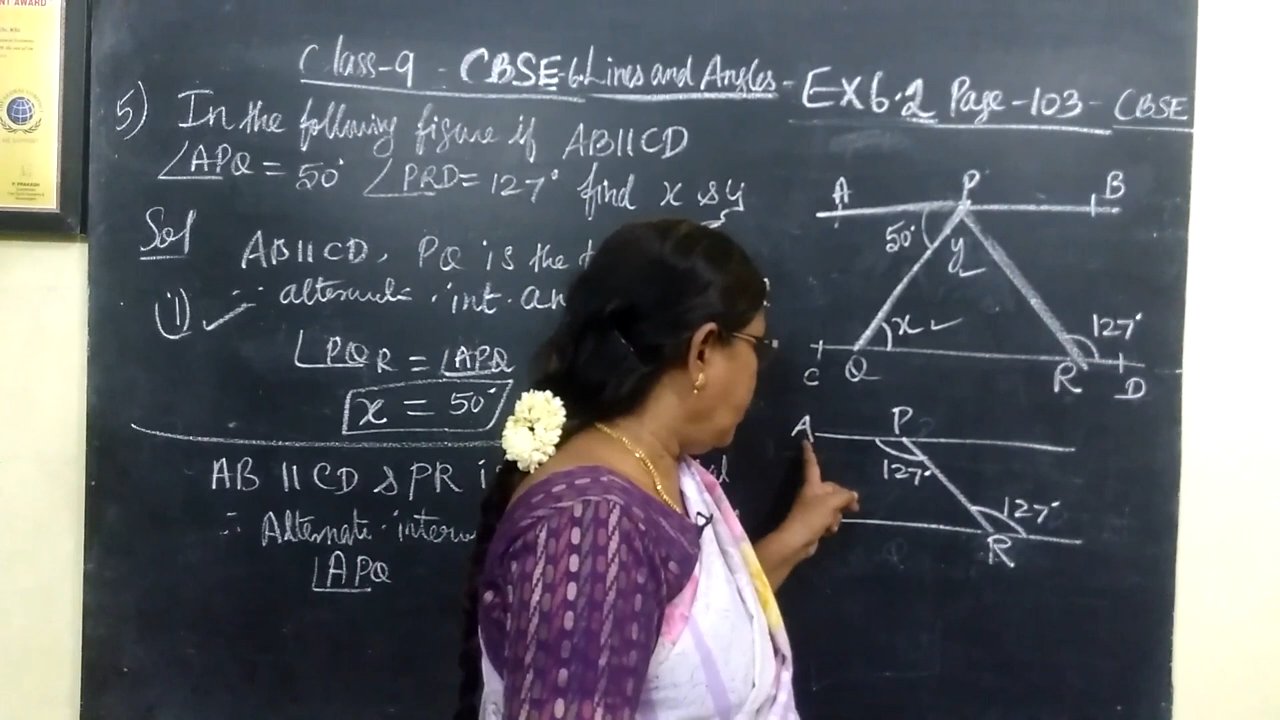 NT AWARD
Class-9 - CBSE-6.Lines and Angles - EX 6.2 Page-103 - CBSE
5) In the following figure if AB||CD
∠APQ = 50° ∠PRD = 127° find x & y
Sol
AB||CD, PQ is the
(1) ✓ ∵ alternate int. an
∠PQR = ∠APQ
x = 50°
AB || CD & PR i
∴ Alternate interna
∠APQ
A P B
50° y
x 127°
C Q R D
A P
127°
127°
R